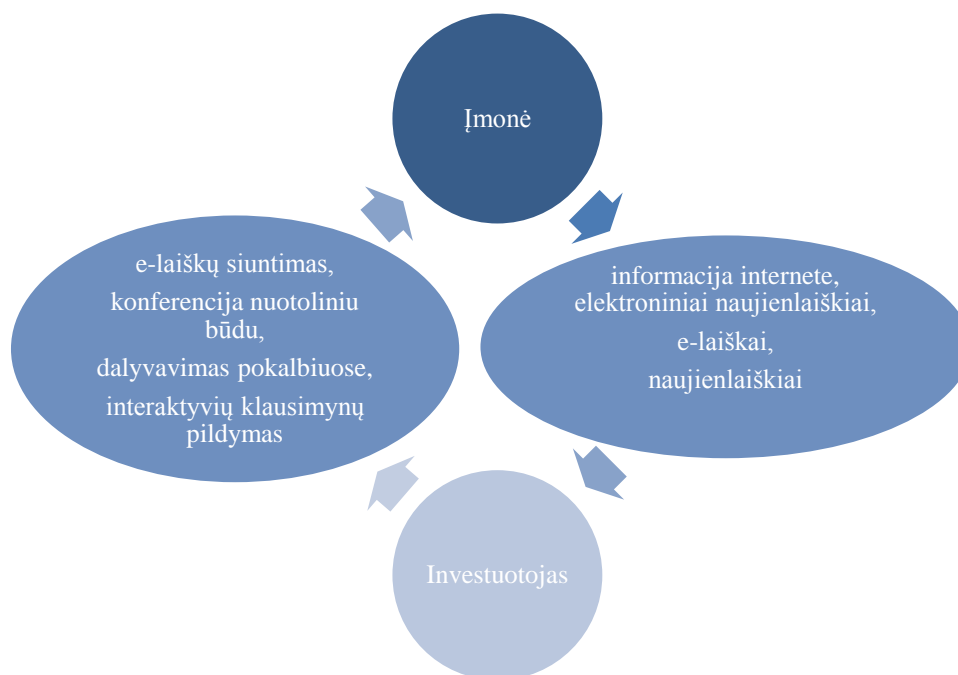 Įmonė
e-laiškų siuntimas,
konferencija nuotoliniu
būdu,
dalyvavimas pokalbiuose,
interaktyvių klausimynų
pildymas
informacija internete,
elektroniniai naujienlaiškiai,
e-laiškai,
naujienlaiškiai
Investuotojas